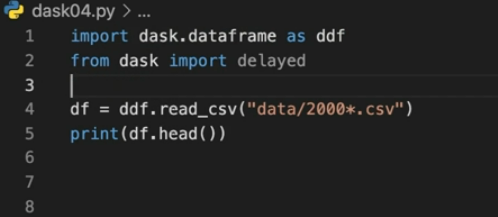 dask04.py > ...
1 import dask.dataframe as ddf
2 from dask import delayed
3
4 df = ddf.read_csv("data/2000*.csv")
5 print(df.head())
6
7
8